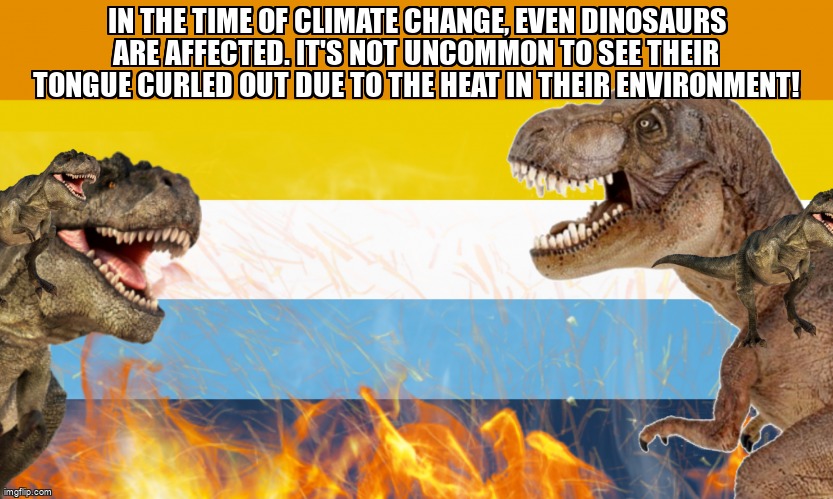 IN THE TIME OF CLIMATE CHANGE, EVEN DINOSAURS
ARE AFFECTED. IT'S NOT UNCOMMON TO SEE THEIR
TONGUE CURLED OUT DUE TO THE HEAT IN THEIR ENVIRONMENT!
imgflip.com